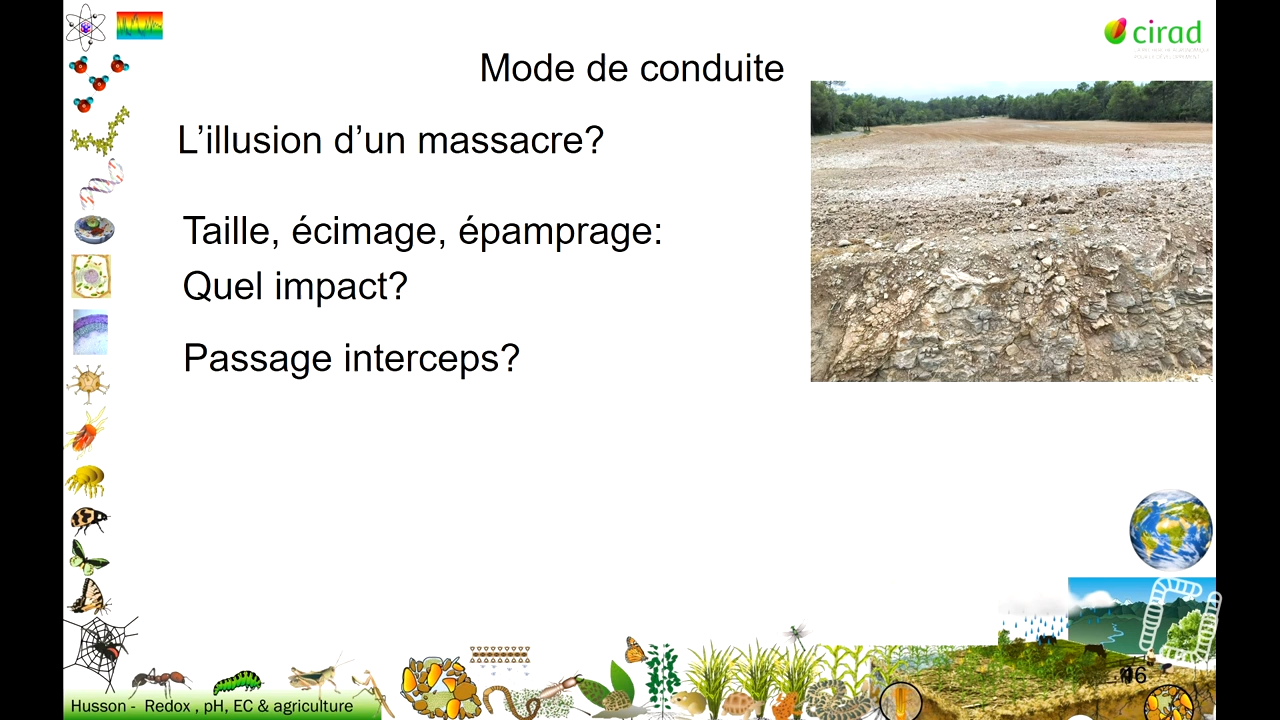 cirad
Mode de conduite
L'illusion d'un massacre?
Taille, écimage, épamprage:
Quel impact?
Passage interceps?
Husson - Redox , pH, EC & agriculture